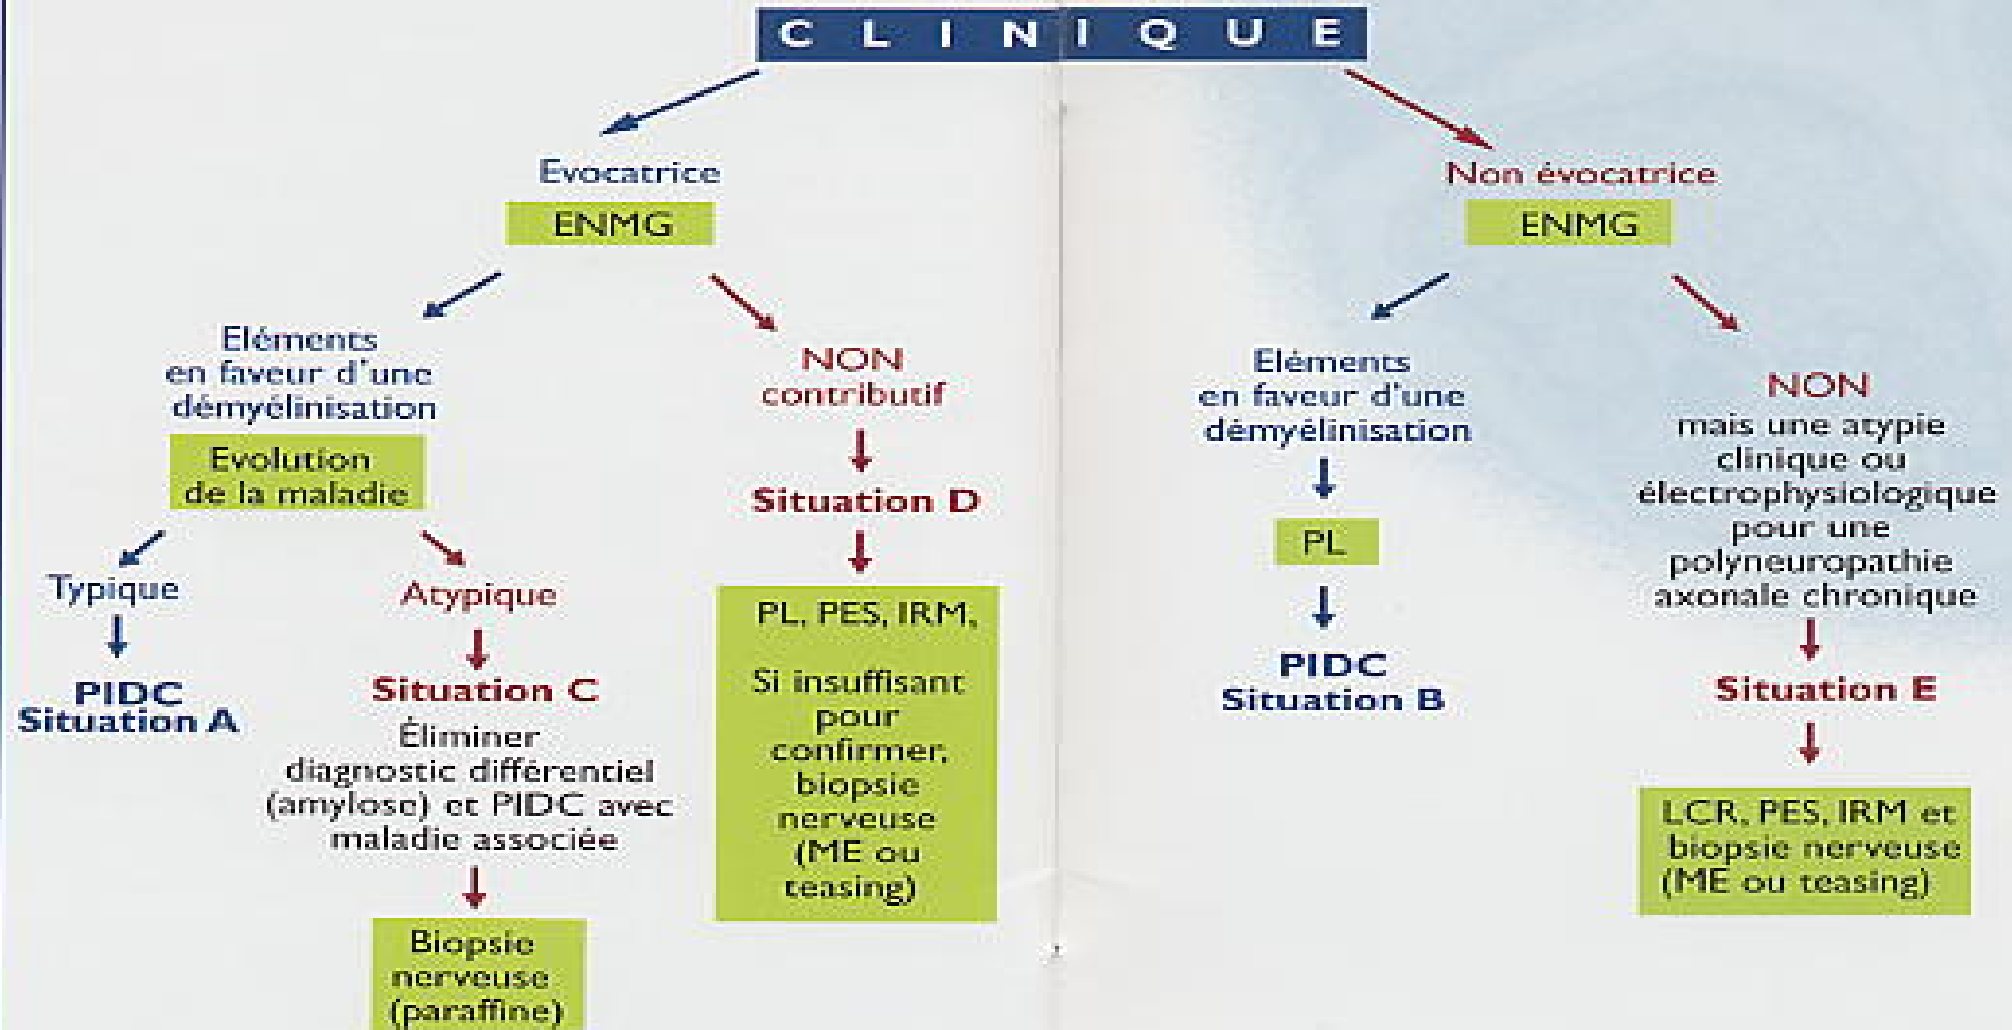 CLINIQUE
Evocatrice
ENMG
Eléments
en faveur d'une
démyélinisation
Evolution
de la maladie
Typique
PIDC
Situation A
Atypique
Situation C
Éliminer
diagnostic différentiel
(amylose) et PIDC avec
maladie associée
Biopsie
nerveuse
(paraffine)
NON
contributif
Situation D
PL, PES, IRM,
Si insuffisant
pour
confirmer,
biopsie
nerveuse
(ME ou
teasing)
Non évocatrice
ENMG
Eléments
en faveur d'une
démyélinisation
PL
PIDC
Situation B
NON
mais une atypie
clinique ou
électrophysiologique
pour une
polyneuropathie
axonale chronique
Situation E
LCR, PES, IRM et
biopsie nerveuse
(ME ou teasing)